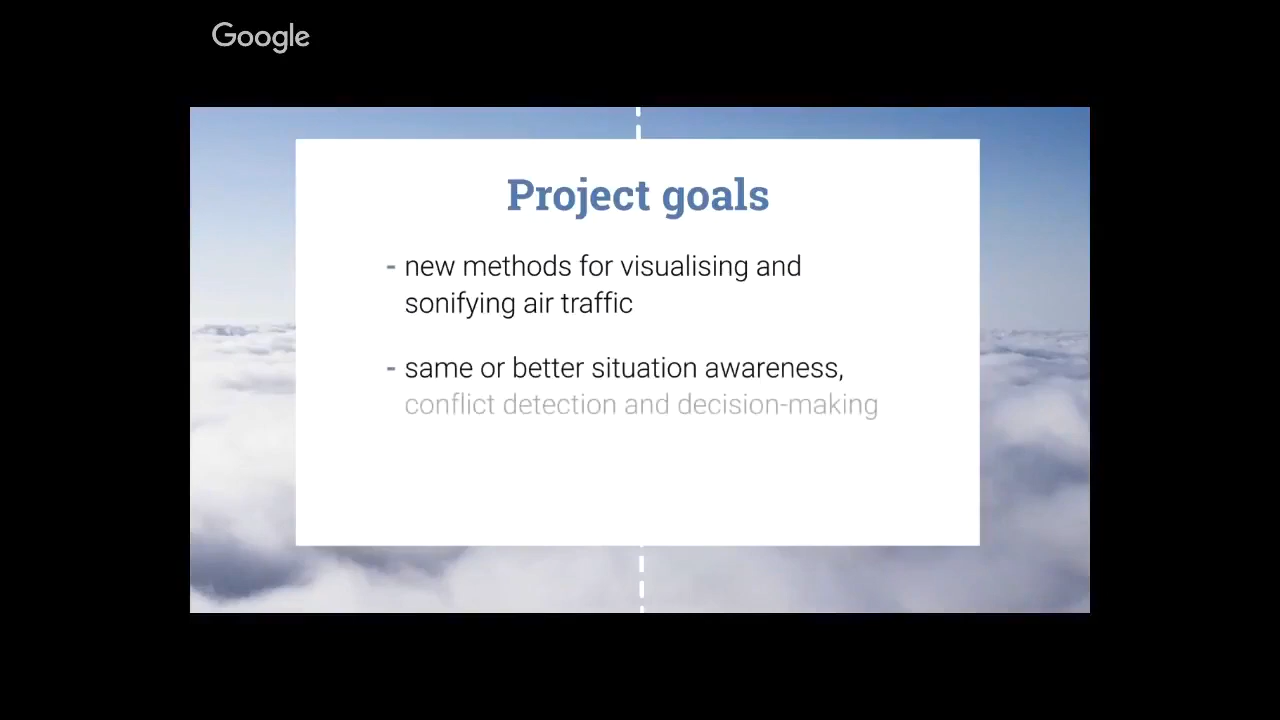 Google
Project goals
- new methods for visualising and
sonifying air traffic
- same or better situation awareness,
conflict detection and decision-making